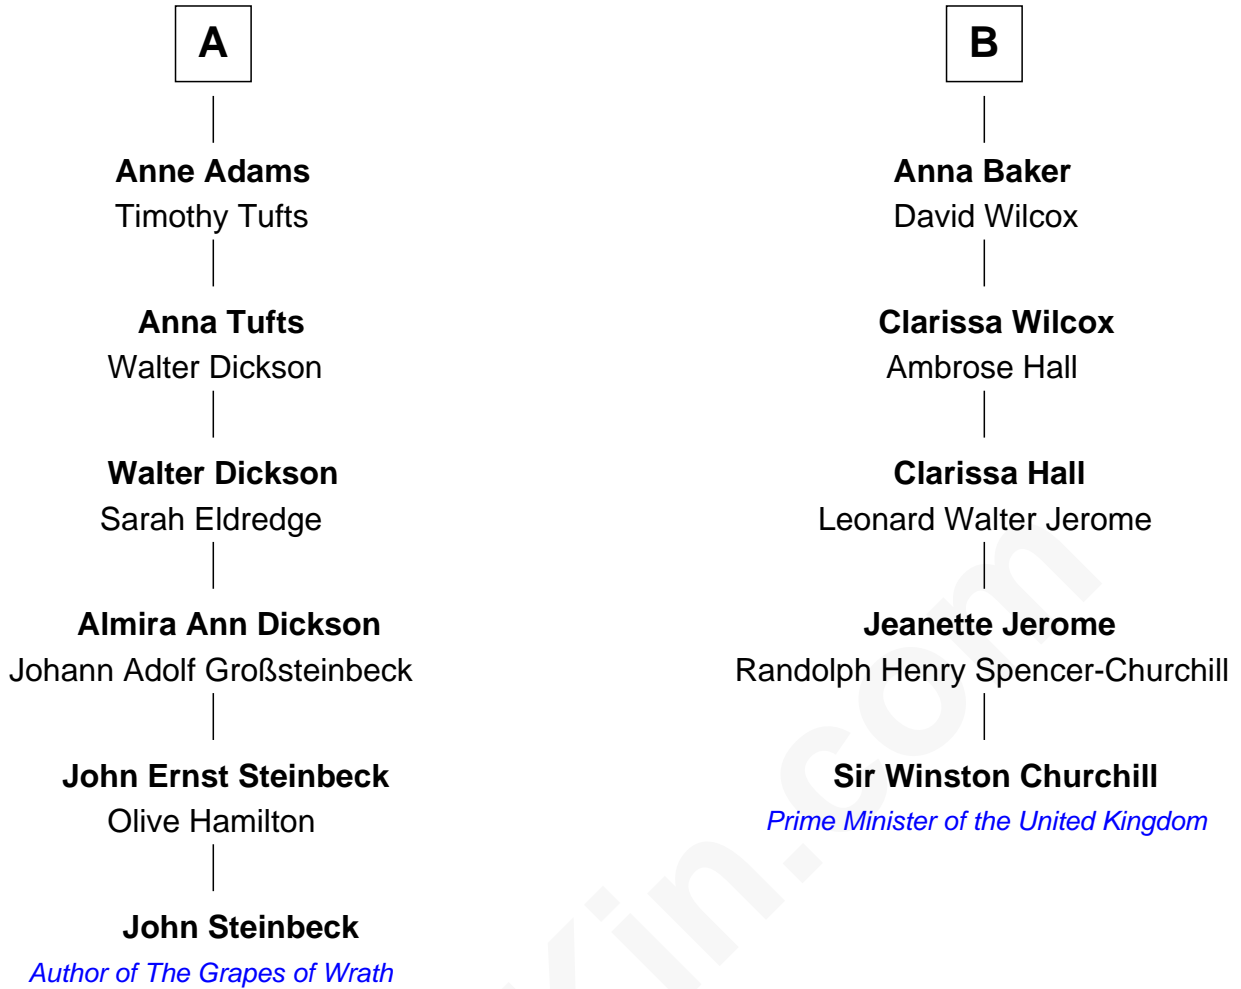 A
Anne Adams
Timothy Tufts
Anna Tufts
Walter Dickson
Walter Dickson
Sarah Eldredge
Almira Ann Dickson
Johann Adolf Großsteinbeck
John Ernst Steinbeck
Olive Hamilton
John Steinbeck
Author of The Grapes of Wrath
B
Anna Baker
David Wilcox
Clarissa Wilcox
Ambrose Hall
Clarissa Hall
Leonard Walter Jerome
Jeanette Jerome
Randolph Henry Spencer-Churchill
Sir Winston Churchill
Prime Minister of the United Kingdom
Kin.com